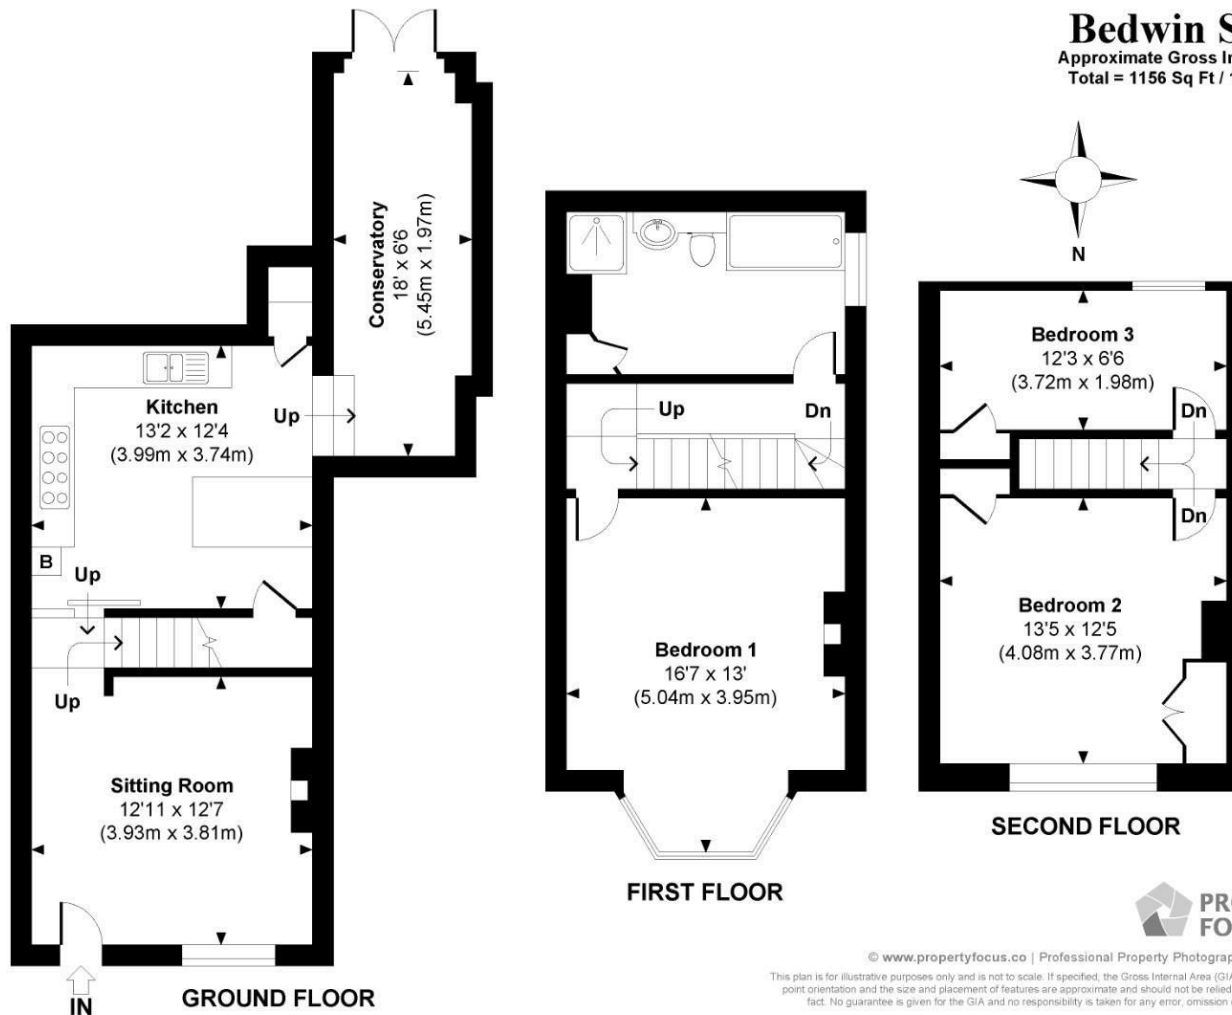 Bedwin S
Approximate Gross In
Total = 1156 Sq Ft / 1
N
Conservatory
18' x 6'6
(5.45m x 1.97m)
Kitchen
13'2 x 12'4
(3.99m x 3.74m)
Up
B
Up
Up
Sitting Room
12'11 x 12'7
(3.93m x 3.81m)
IN
GROUND FLOOR
Up
Dn
Bedroom 1
16'7 x 13'
(5.04m x 3.95m)
FIRST FLOOR
Bedroom 3
12'3 x 6'6
(3.72m x 1.98m)
Dn
Dn
Bedroom 2
13'5 x 12'5
(4.08m x 3.77m)
SECOND FLOOR
PRO
FO
© www.propertyfocus.co | Professional Property Photograp
This plan is for illustrative purposes only and is not to scale. If specified, the Gross Internal Area (GIA
point orientation and the size and placement of features are approximate and should not be relied
fact. No guarantee is given for the GIA and no responsibility is taken for any error, omission